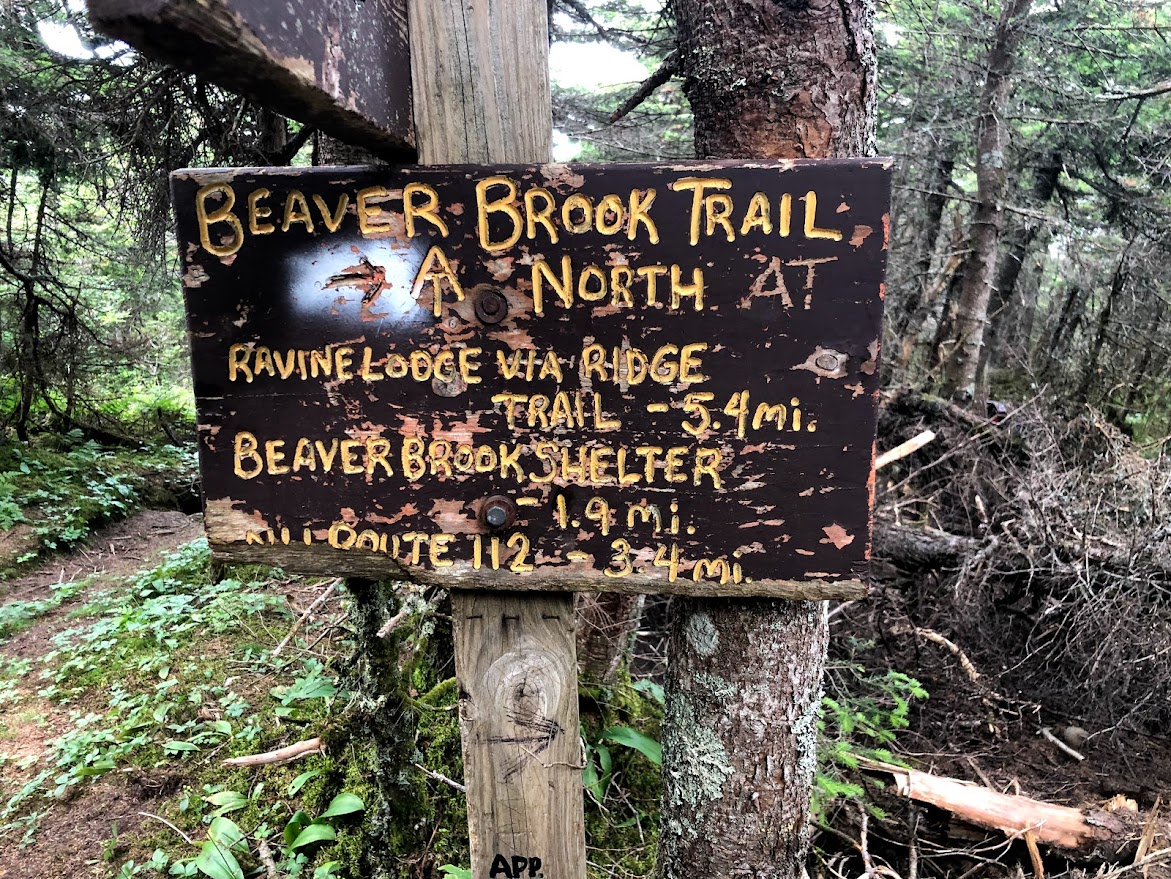 BEAVER BROOK TRAIL
NORTH AT
RAVINE LODGE VIA RIDGE
TRAIL - 5.4 mi.
BEAVER BROOK SHELTER
- 1.9 mi.
ROUTE 112 - 3.4 mi.
APP.